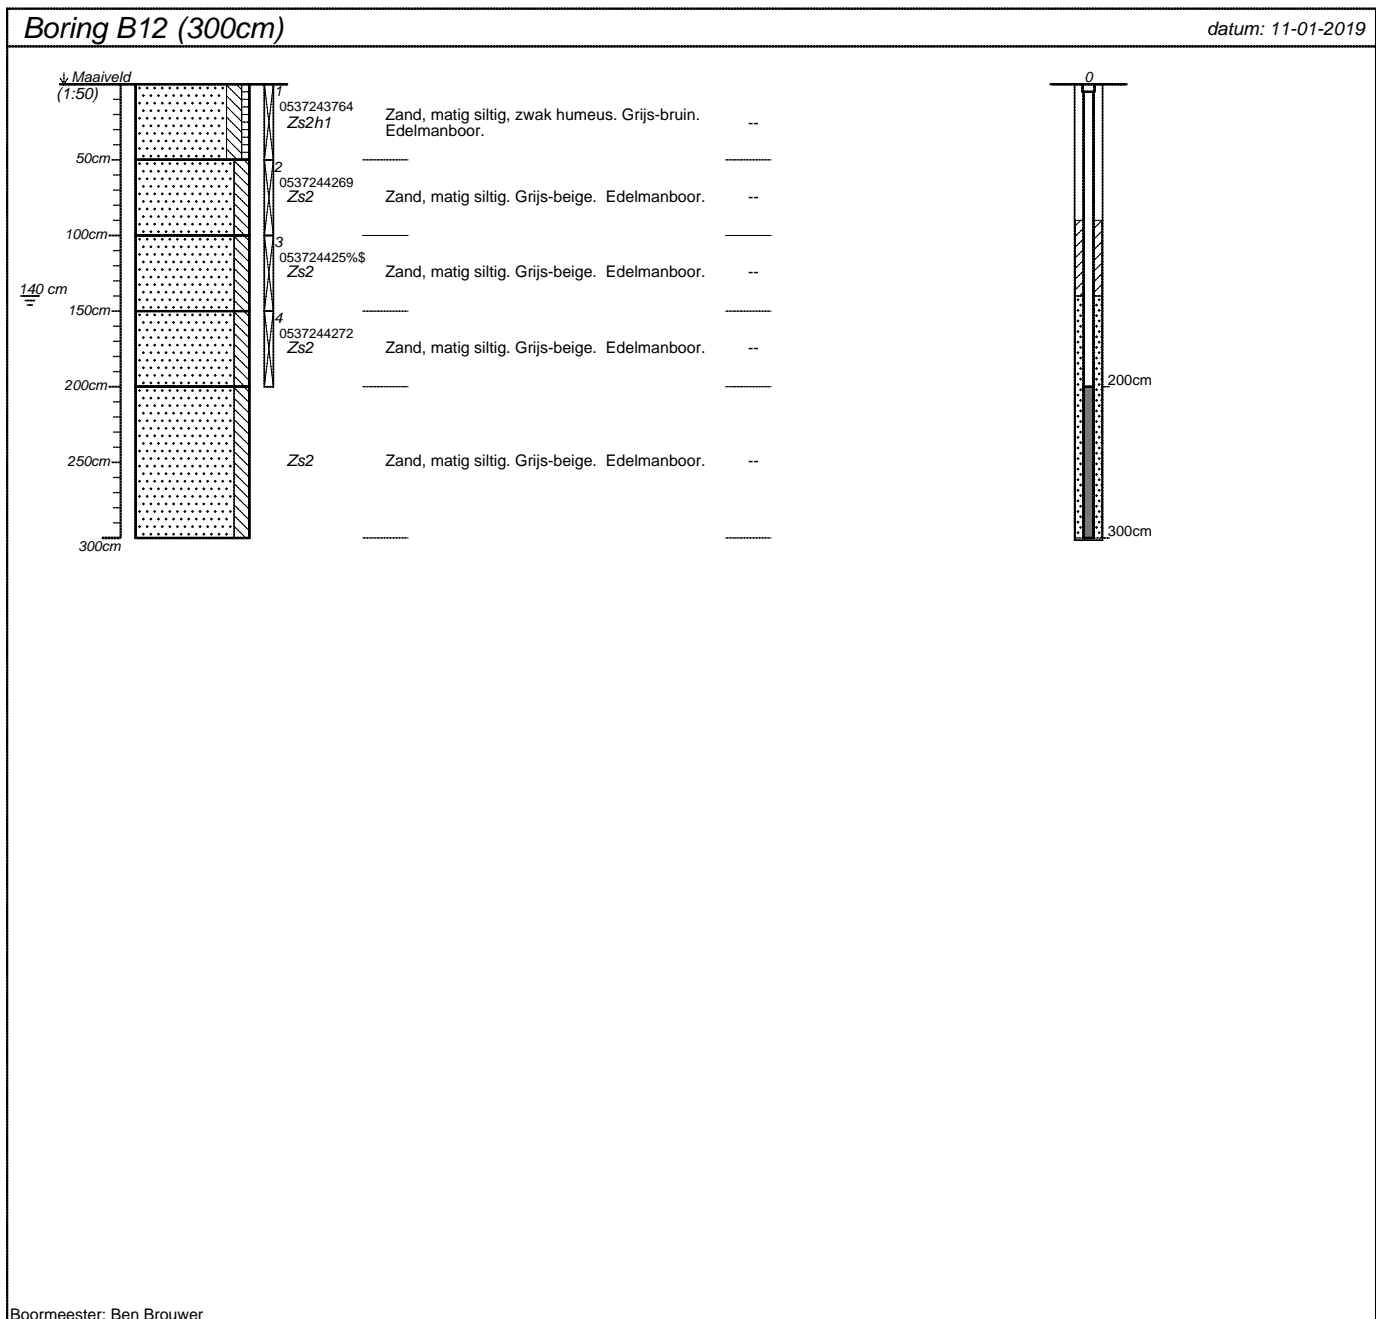 Boring B12 (300cm)
datum: 11-01-2019
Maaiveld
(1:50)
0
1
0537243764
Zs2h1
Zand, matig siltig, zwak humeus. Grijs-bruin.
Edelmanboor.
--
50cm
2
0537244269
Zs2
Zand, matig siltig. Grijs-beige. Edelmanboor.
--
100cm
3
053724425%$
Zs2
Zand, matig siltig. Grijs-beige. Edelmanboor.
--
140 cm
150cm
4
0537244272
Zs2
Zand, matig siltig. Grijs-beige. Edelmanboor.
--
200cm
200cm
250cm
Zs2
Zand, matig siltig. Grijs-beige. Edelmanboor.
--
300cm
300cm
Boormeester: Ben Brouwer